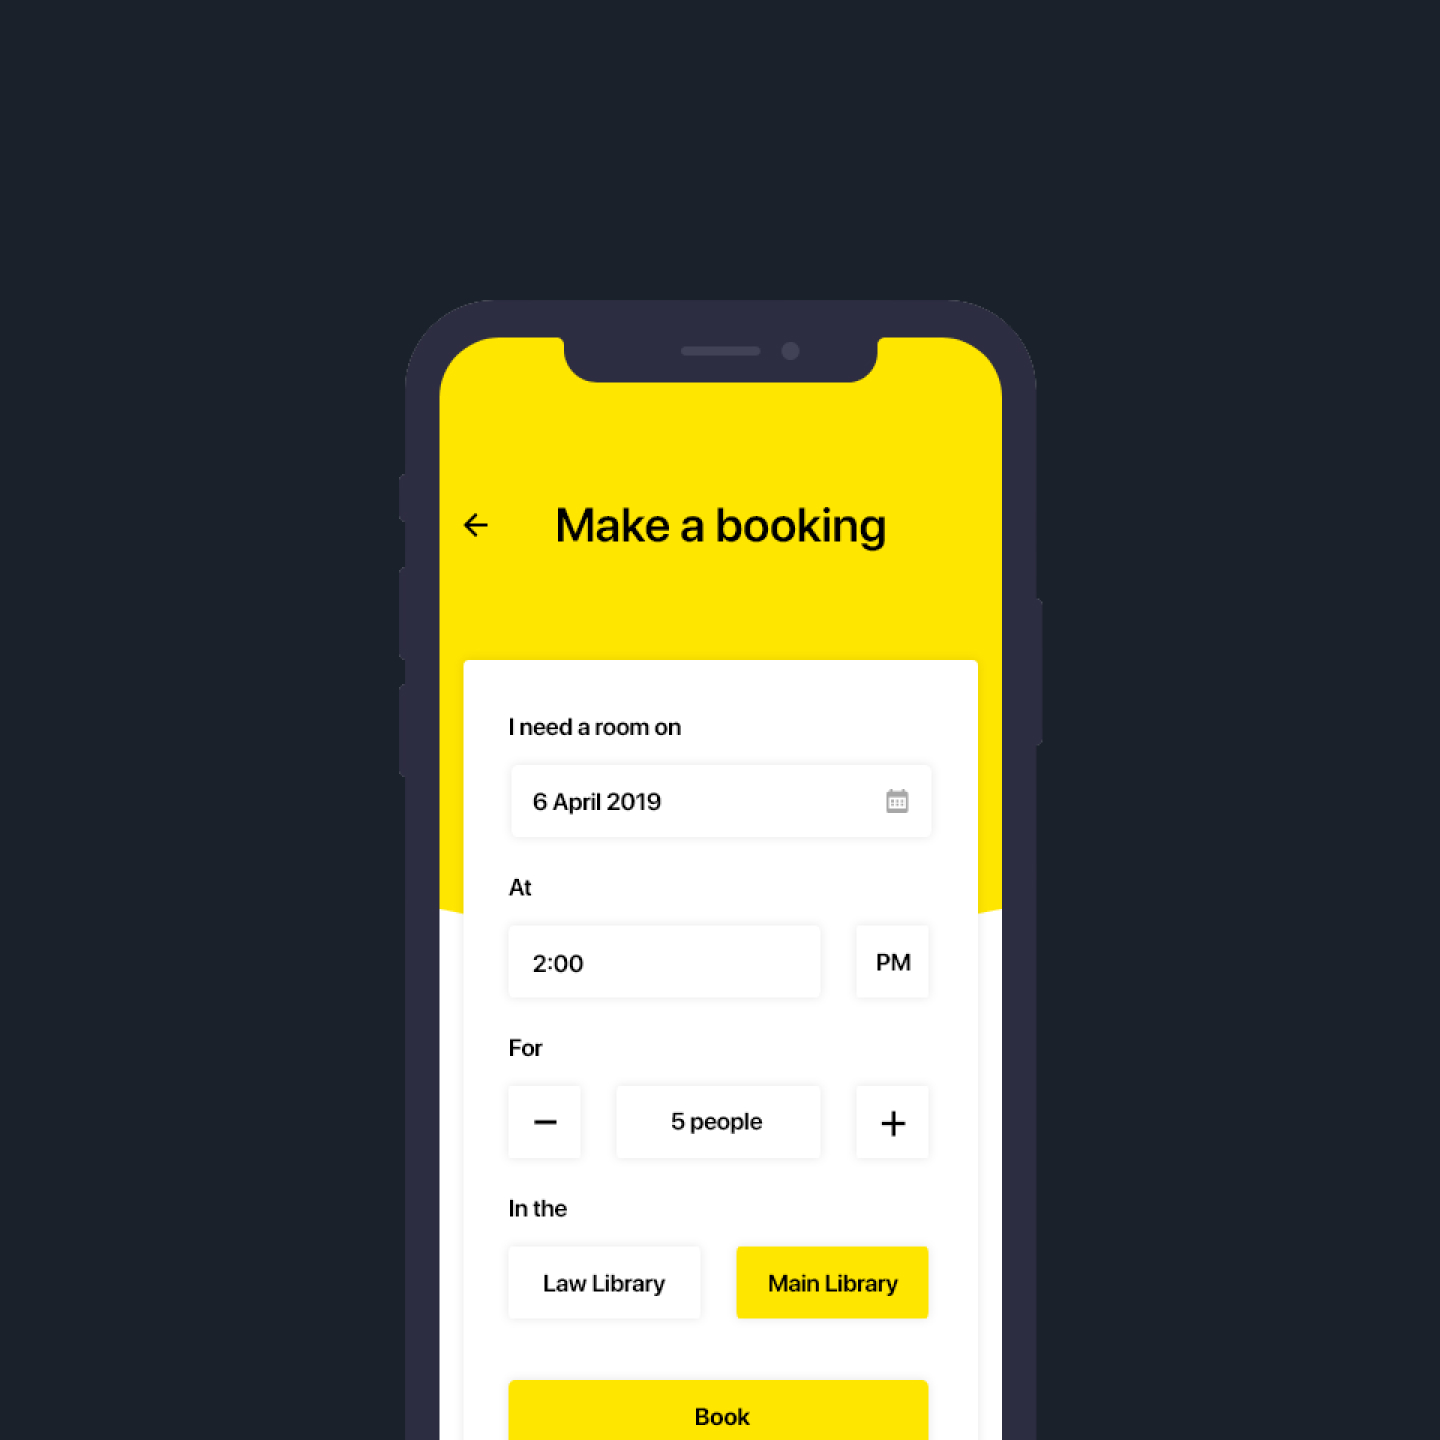 Make a booking
I need a room on
6 April 2019
At
2:00 PM
For
5 people
In the
Law Library Main Library
Book